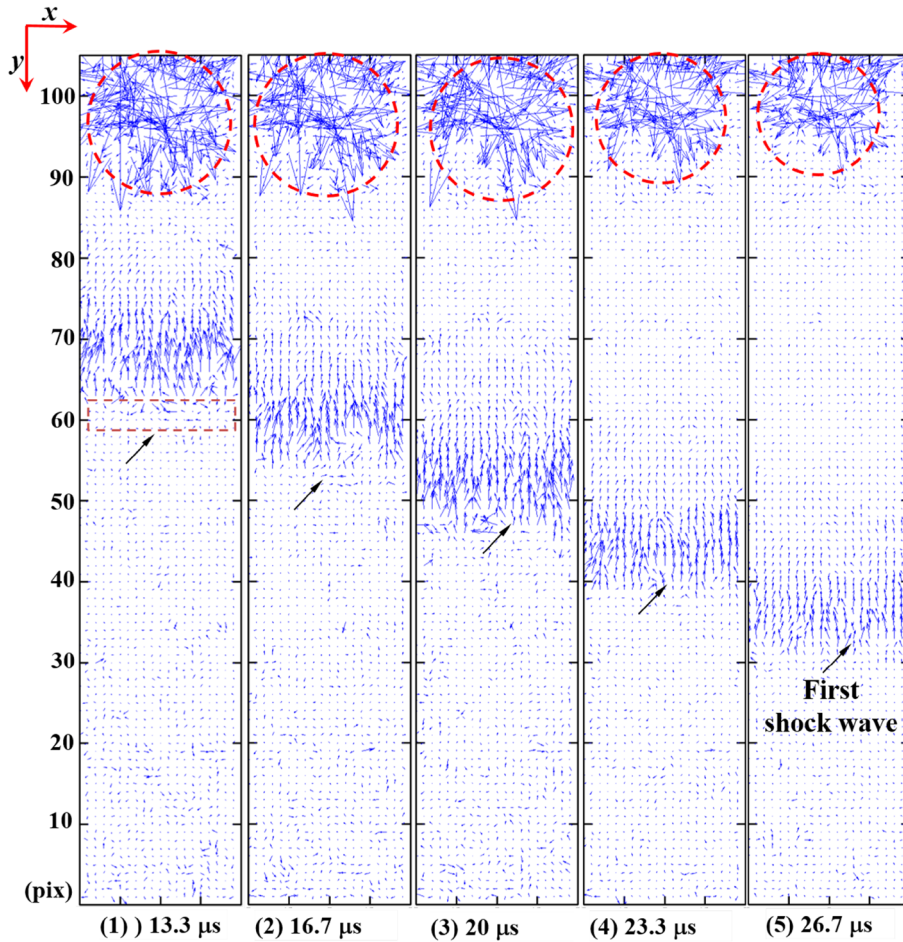 x
y
100
90
80
70
60
50
40
30
20
10
(pix)
First
shock wave
(1) ) 13.3 μs
(2) 16.7 μs
(3) 20 μs
(4) 23.3 μs
(5) 26.7 μs